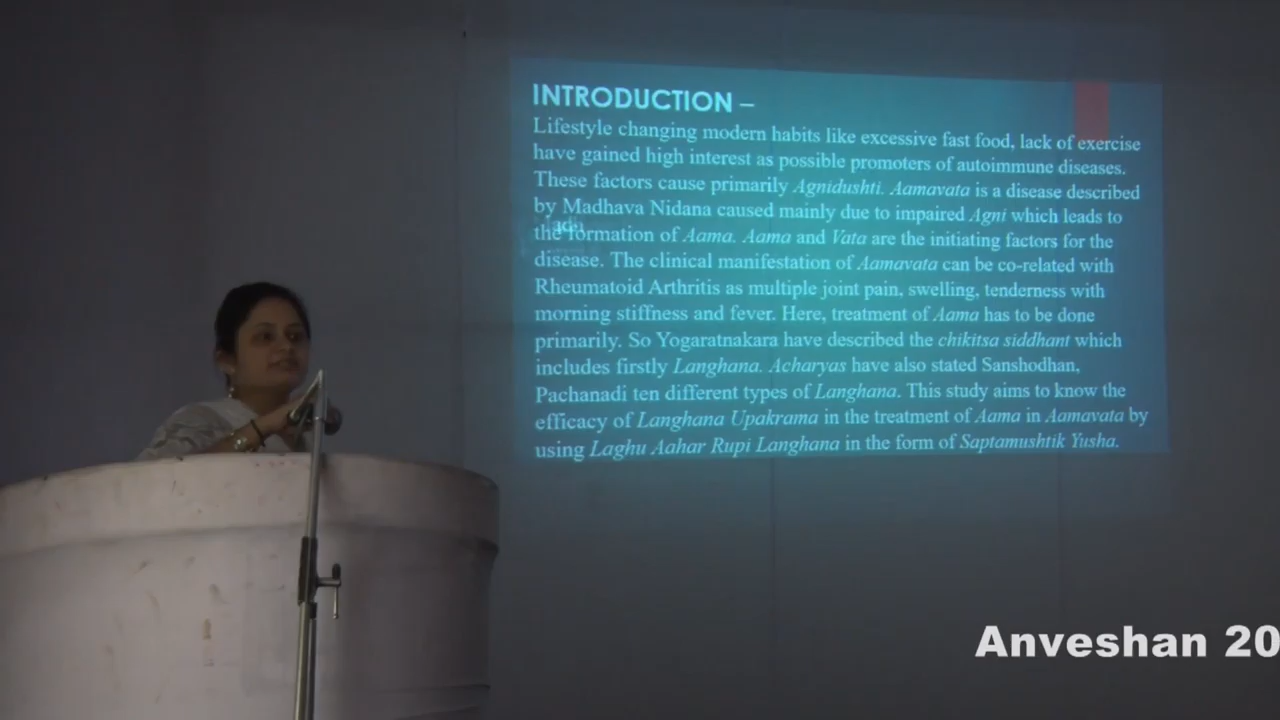 INTRODUCTION –
Lifestyle changing modern habits like excessive fast food, lack of exercise
have gained high interest as possible promoters of autoimmune diseases.
These factors cause primarily Agnidushti. Aamavata is a disease described
by Madhava Nidana caused mainly due to impaired Agni which leads to
the formation of Aama. Aama and Vata are the initiating factors for the
disease. The clinical manifestation of Aamavata can be co-related with
Rheumatoid Arthritis as multiple joint pain, swelling, tenderness with
morning stiffness and fever. Here, treatment of Aama has to be done
primarily. So Yogaratnakara have described the chikitsa siddhant which
includes firstly Langhana. Acharyas have also stated Sanshodhan,
Pachanadi ten different types of Langhana. This study aims to know the
efficacy of Langhana Upakrama in the treatment of Aama in Aamavata by
using Laghu Aahar Rupi Langhana in the form of Saptamushtik Yusha.
Anveshan 20